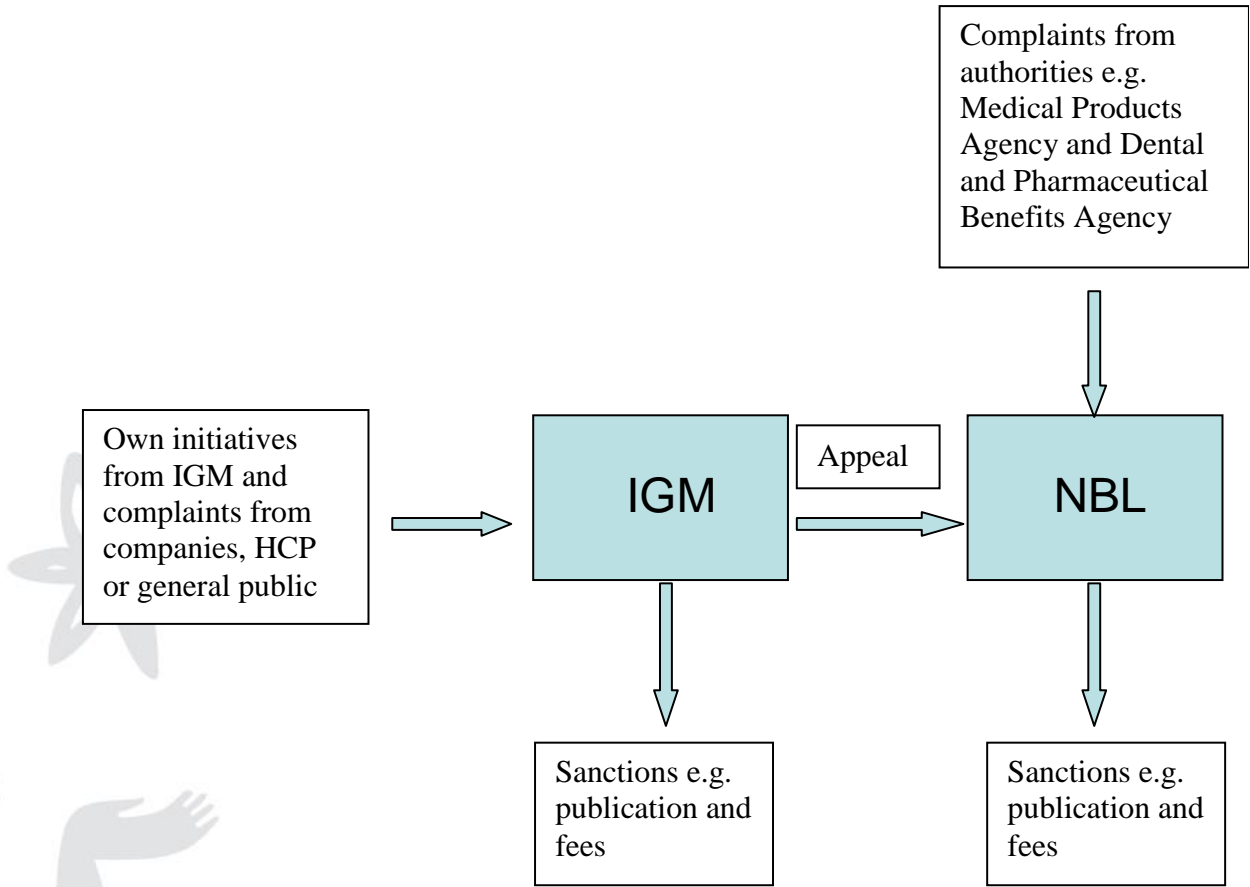 Complaints from
authorities e.g.
Medical Products
Agency and Dental
and Pharmaceutical
Benefits Agency
Own initiatives
from IGM and
complaints from
companies, HCP
or general public
IGM
Appeal
NBL
Sanctions e.g.
publication and
fees
Sanctions e.g.
publication and
fees